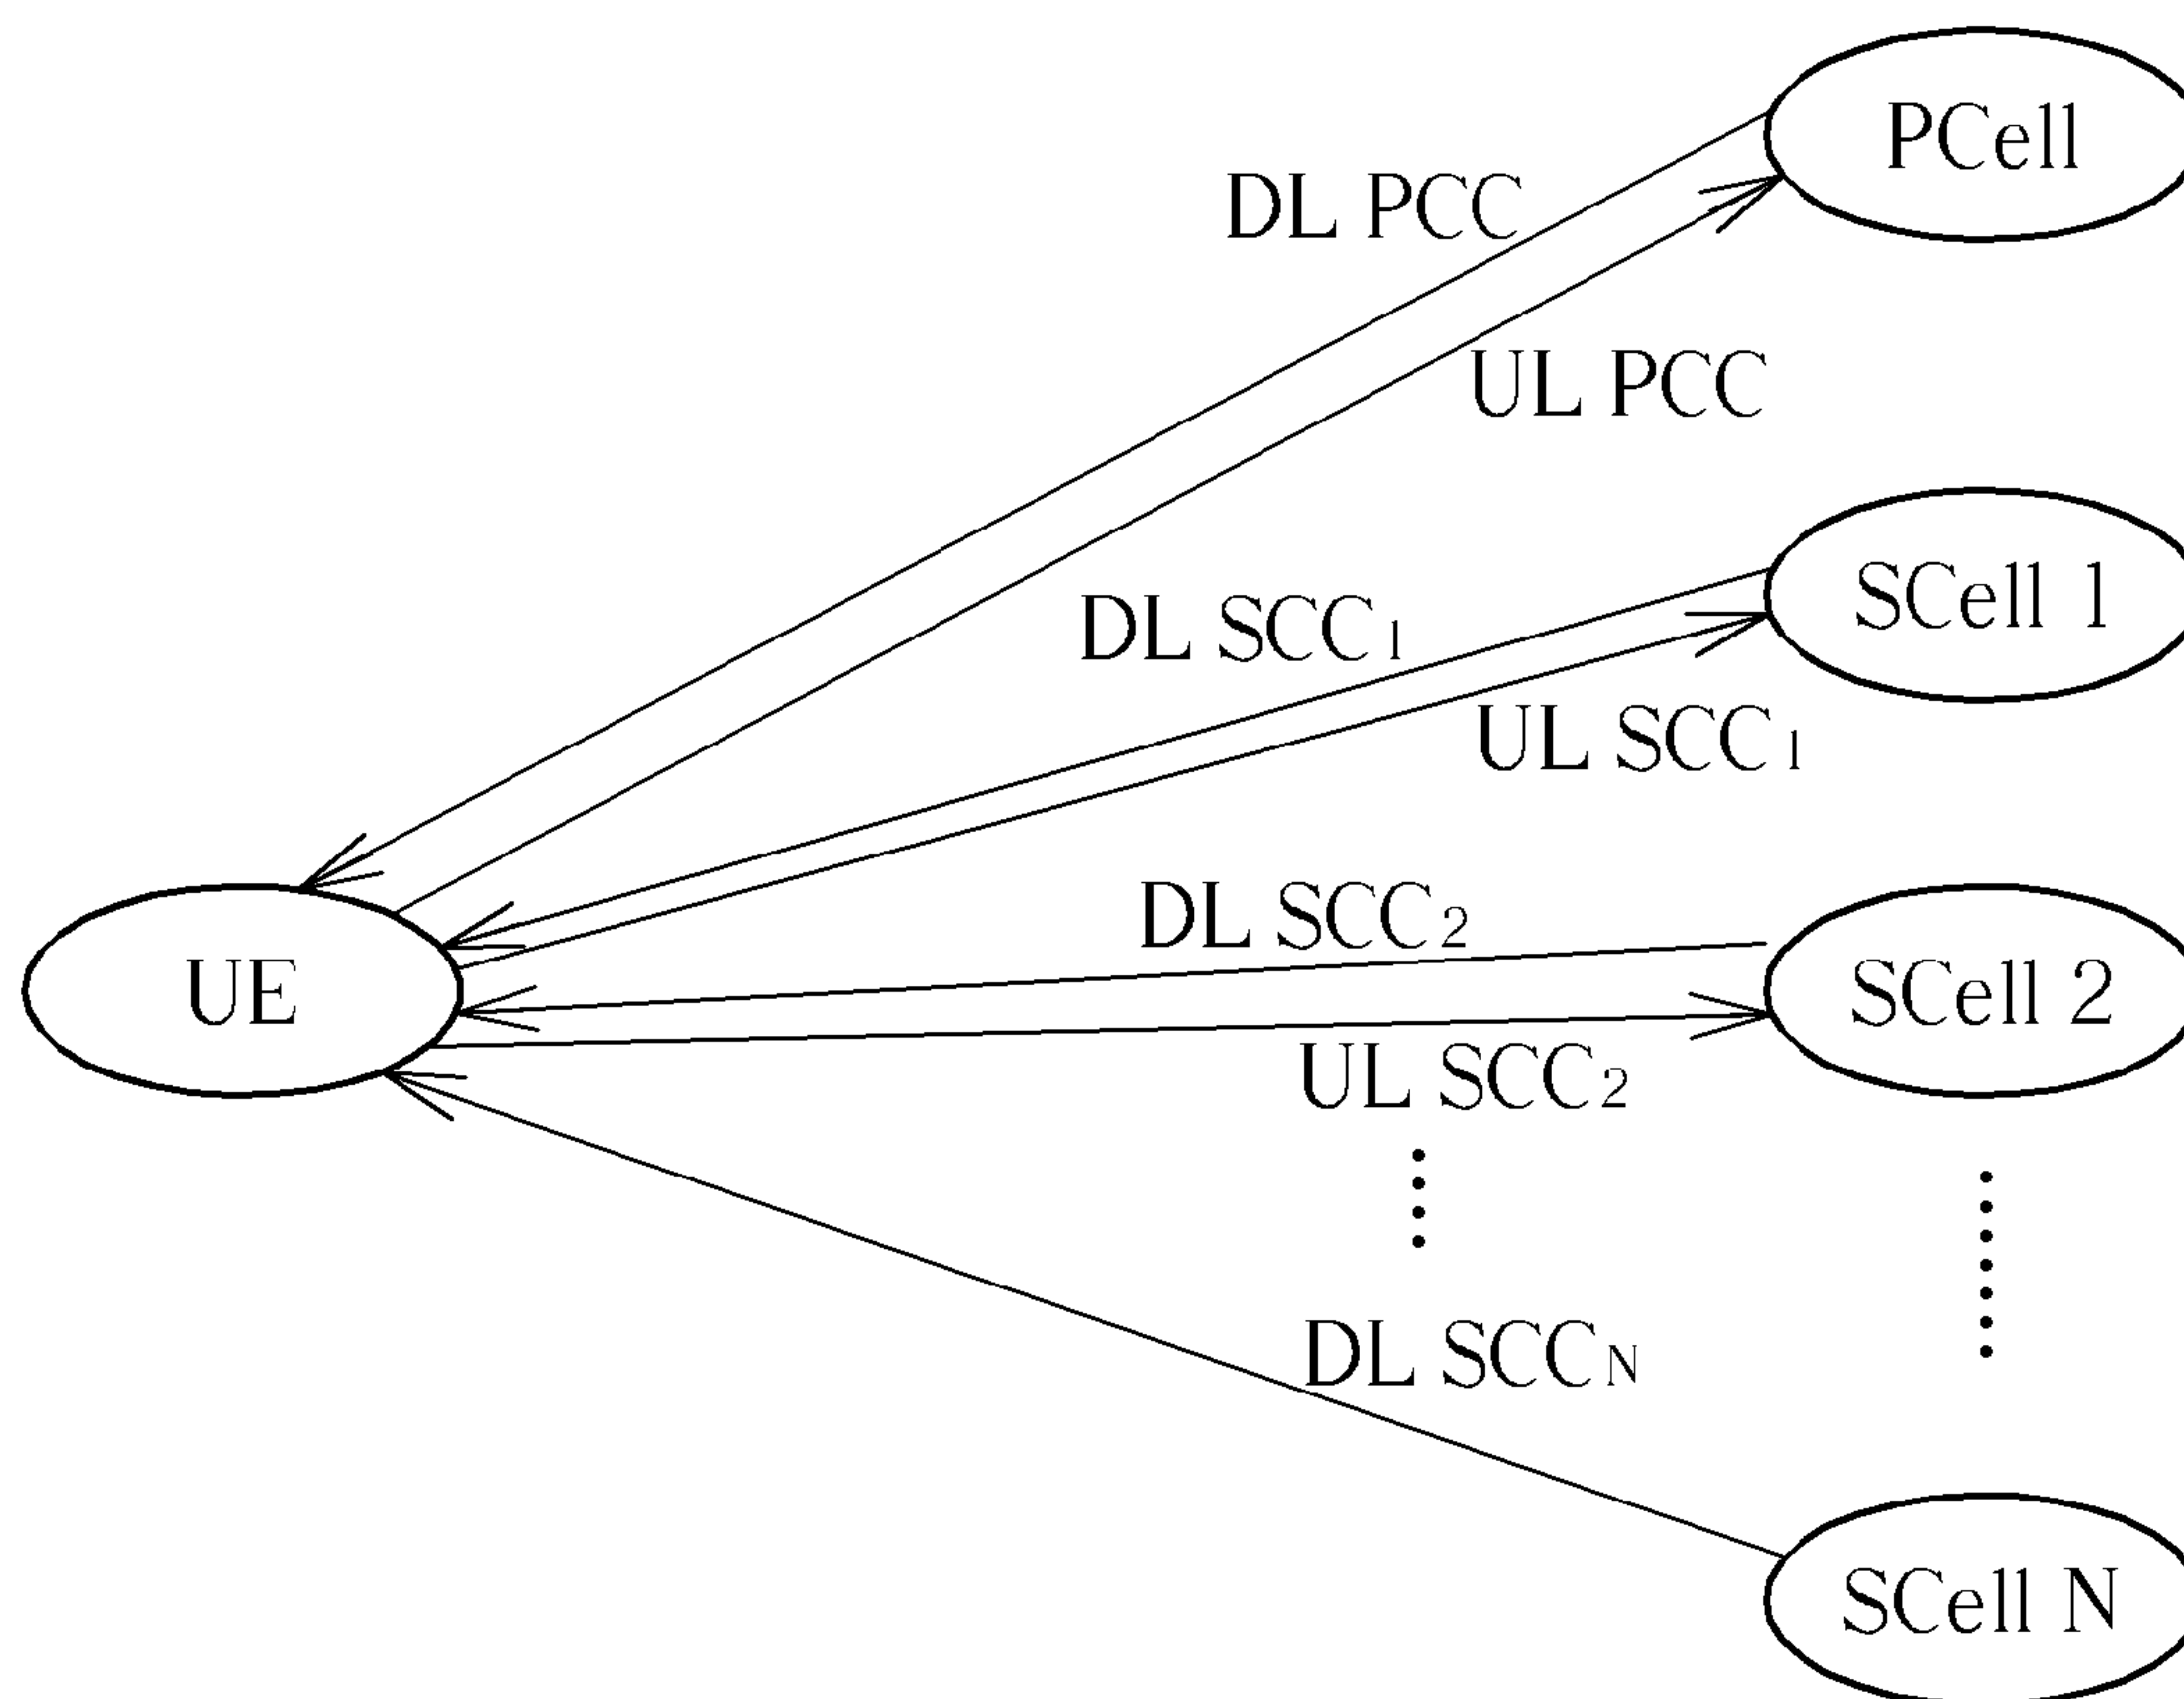 PCell
DL PCC
UL PCC
SCell 1
DL SCC1
UL SCC1
DL SCC2
UE
SCell 2
UL SCC2
DL SCCN
SCell N